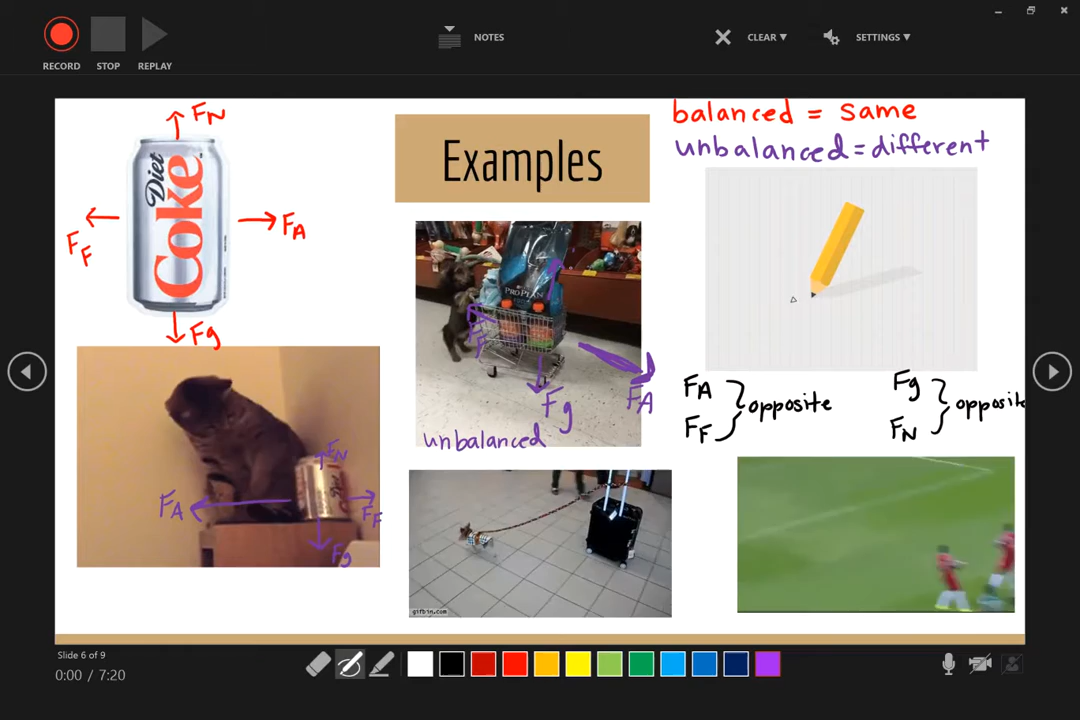 NOTES
CLEAR
SETTINGS
RECORD
STOP
REPLAY
FN
Diet
Coke
FF
FA
Fg
Examples
balanced = same
unbalanced = different
PRO PLAN
FF
Fg
FA
unbalanced
FA
FF
opposite
Fg
FN
opposite
FN
FA
FF
Fg
gifbin.com
Slide 6 of 9
0:00 / 7:20